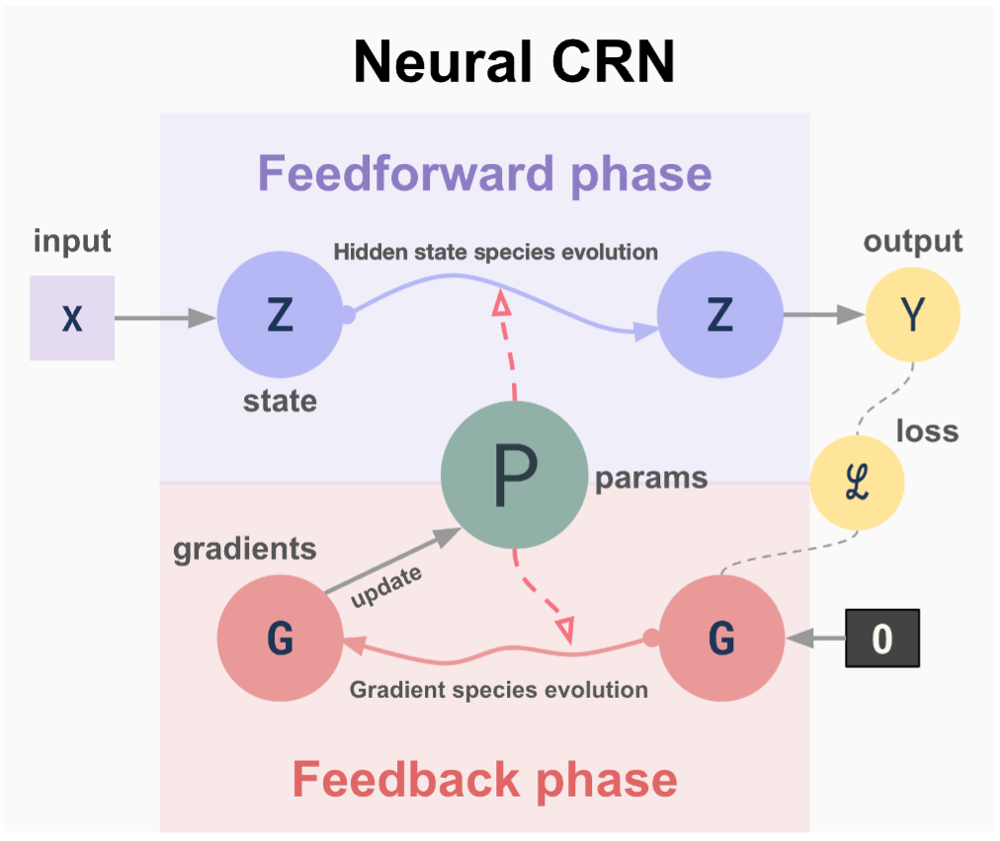 Neural CRN
Feedforward phase
input
Hidden state species evolution
output
X
Z
Z
Y
state
loss
P
params
ℒ
gradients
update
G
G
0
Gradient species evolution
Feedback phase